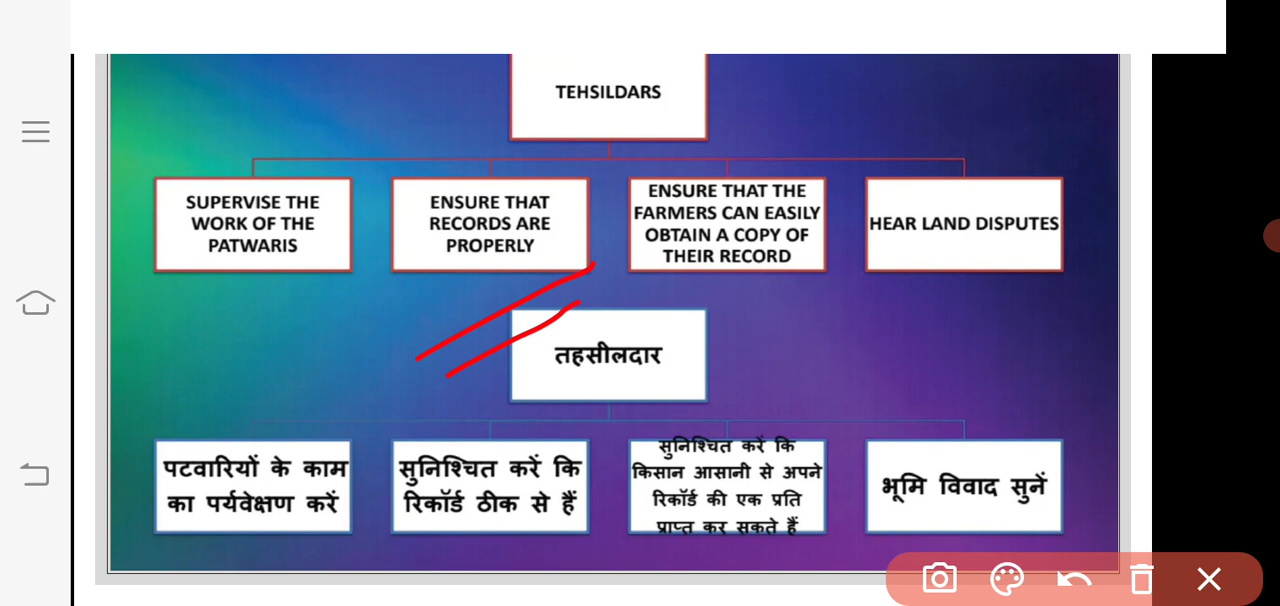 TEHSILDARS
SUPERVISE THE
WORK OF THE
PATWARIS
ENSURE THAT
RECORDS ARE
PROPERLY
ENSURE THAT THE
FARMERS CAN EASILY
OBTAIN A COPY OF
THEIR RECORD
HEAR LAND DISPUTES
तहसीलदार
पटवारियों के काम
का पर्यवेक्षण करें
सुनिश्चित करें कि
रिकॉर्ड ठीक से हैं
सुनिश्चित करें कि
किसान आसानी से अपने
रिकॉर्ड की एक प्रति
प्राप्त कर सकते हैं
भूमि विवाद सुनें